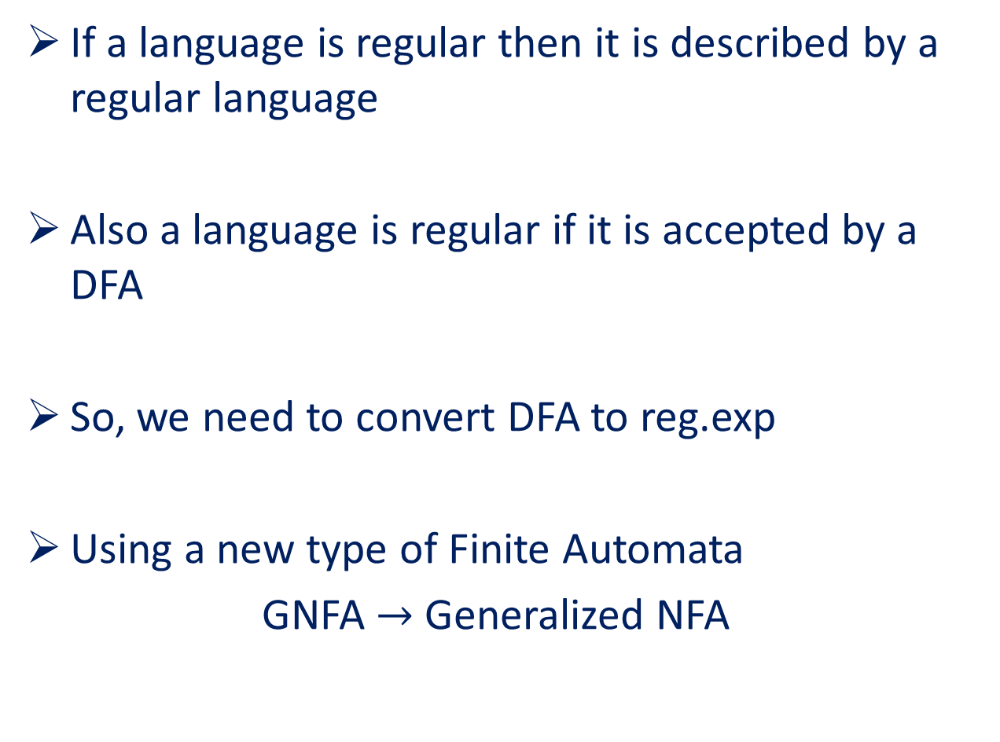 ➢ If a language is regular then it is described by a
regular language
➢ Also a language is regular if it is accepted by a
DFA
➢ So, we need to convert DFA to reg.exp
➢ Using a new type of Finite Automata
GNFA → Generalized NFA